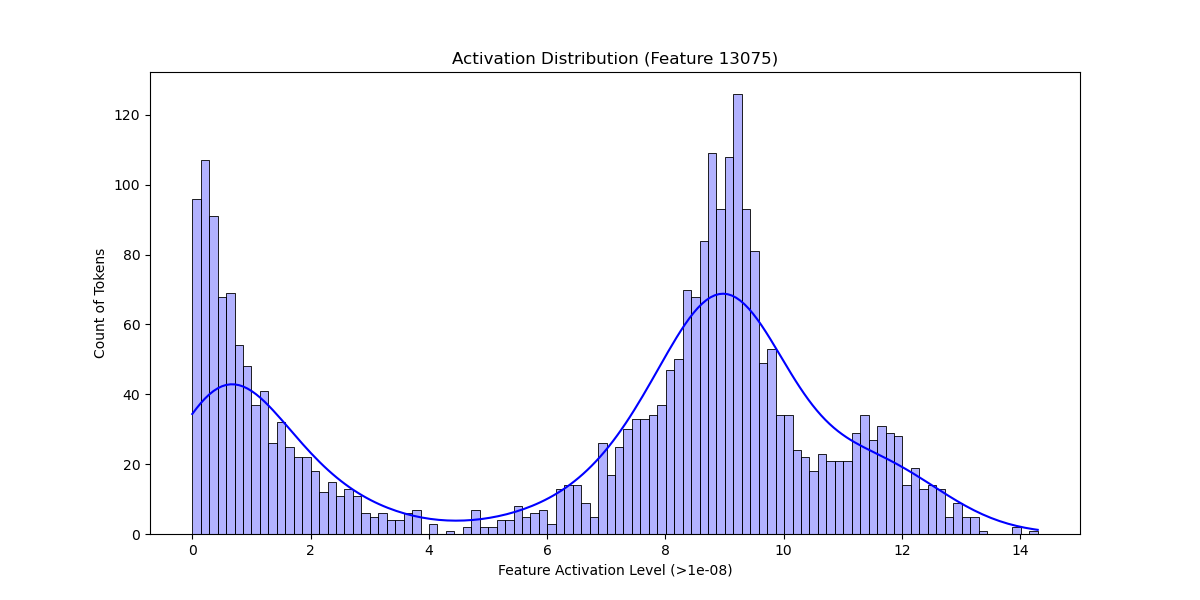 Activation Distribution (Feature 13075)
Count of Tokens
120
100
80
60
40
20
0
0 2 4 6 8 10 12 14
Feature Activation Level (>1e-08)